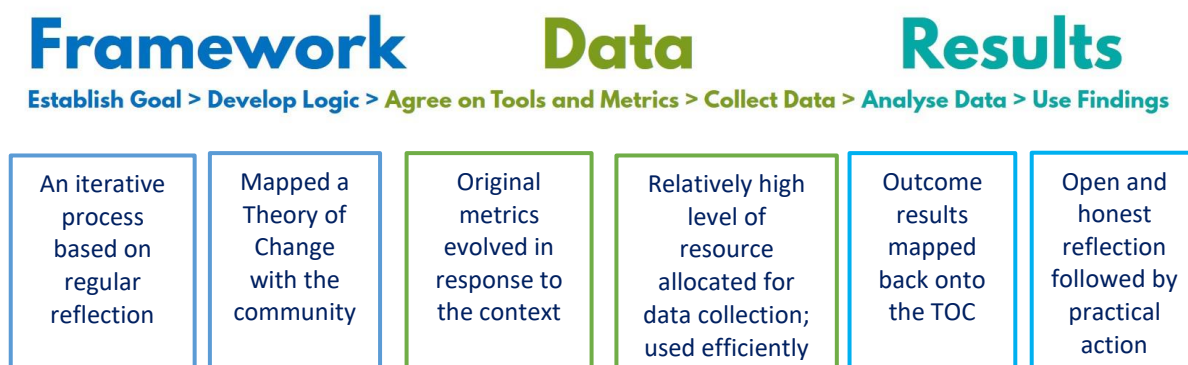 Framework Data Results
Establish Goal > Develop Logic > Agree on Tools and Metrics > Collect Data > Analyse Data > Use Findings
An iterative
process
based on
regular
reflection
Mapped a
Theory of
Change
with the
community
Original
metrics
evolved in
response to
the context
Relatively high
level of
resource
allocated for
data collection;
used efficiently
Outcome
results
mapped
back onto
the TOC
Open and
honest
reflection
followed by
practical
action